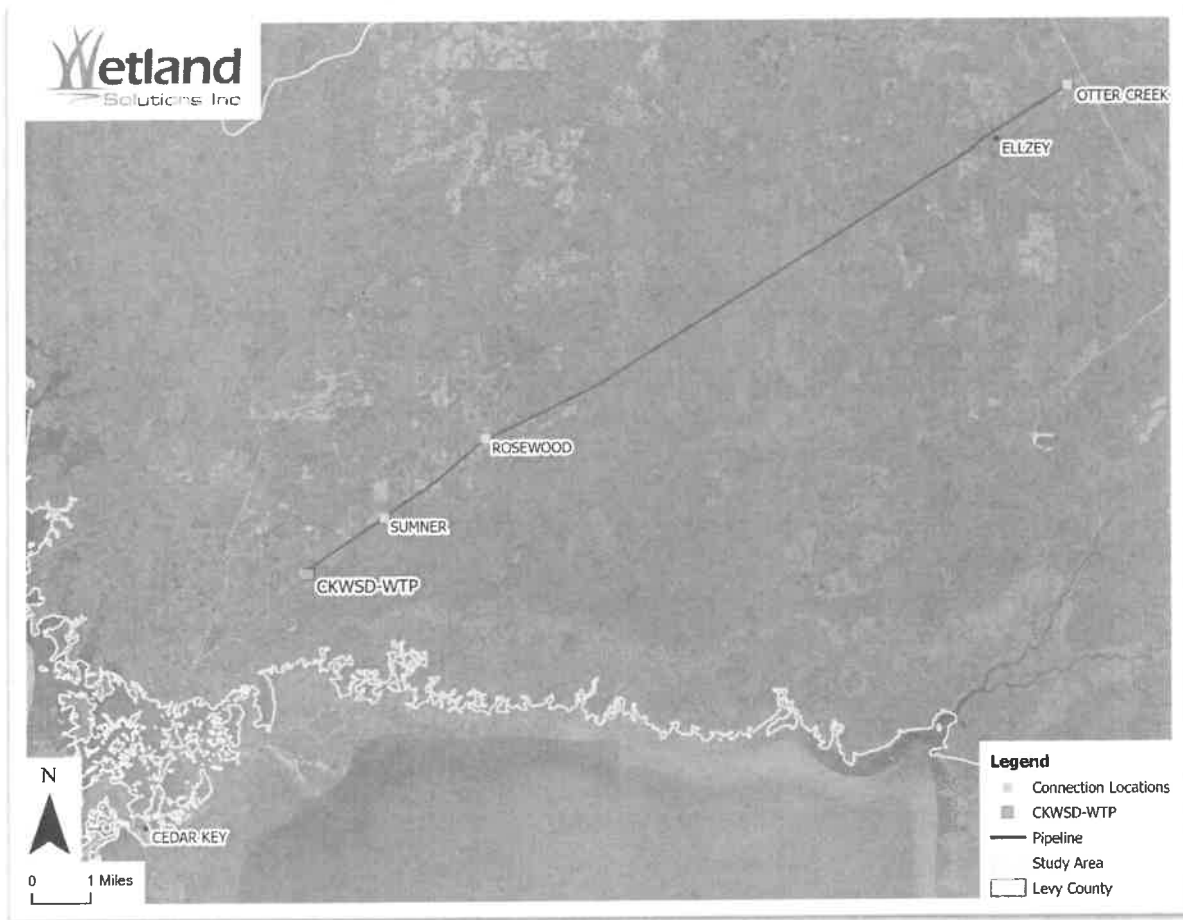 Wetland
Solutions Inc
OTTER CREEK
ELLZEY
ROSEWOOD
SUMNER
CKWSD-WTP
CEDAR KEY
N
0 1 Miles
Legend
Connection Locations
CKWSD-WTP
Pipeline
Study Area
Levy County